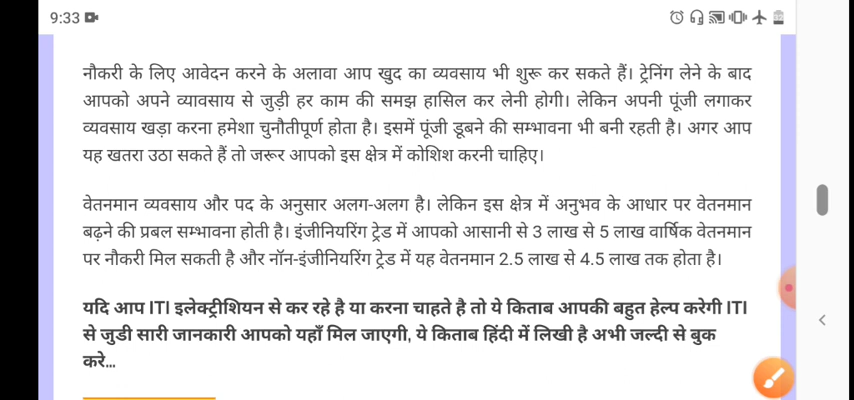 9:33
नौकरी के लिए आवेदन करने के अलावा आप खुद का व्यवसाय भी शुरू कर सकते हैं। ट्रेनिंग लेने के बाद
आपको अपने व्यावसाय से जुड़ी हर काम की समझ हासिल कर लेनी होगी। लेकिन अपनी पूंजी लगाकर
व्यवसाय खड़ा करना हमेशा चुनौतीपूर्ण होता है। इसमें पूंजी डूबने की सम्भावना भी बनी रहती है। अगर आप
यह खतरा उठा सकते हैं तो जरूर आपको इस क्षेत्र में कोशिश करनी चाहिए।
वेतनमान व्यवसाय और पद के अनुसार अलग-अलग है। लेकिन इस क्षेत्र में अनुभव के आधार पर वेतनमान
बढ़ने की प्रबल सम्भावना होती है। इंजीनियरिंग ट्रेड में आपको आसानी से 3 लाख से 5 लाख वार्षिक वेतनमान
पर नौकरी मिल सकती है और नॉन-इंजीनियरिंग ट्रेड में यह वेतनमान 2.5 लाख से 4.5 लाख तक होता है।
यदि आप ITI इलेक्ट्रीशियन से कर रहे है या करना चाहते है तो ये किताब आपकी बहुत हेल्प करेगी ITI
से जुडी सारी जानकारी आपको यहाँ मिल जाएगी, ये किताब हिंदी में लिखी है अभी जल्दी से बुक
करे...